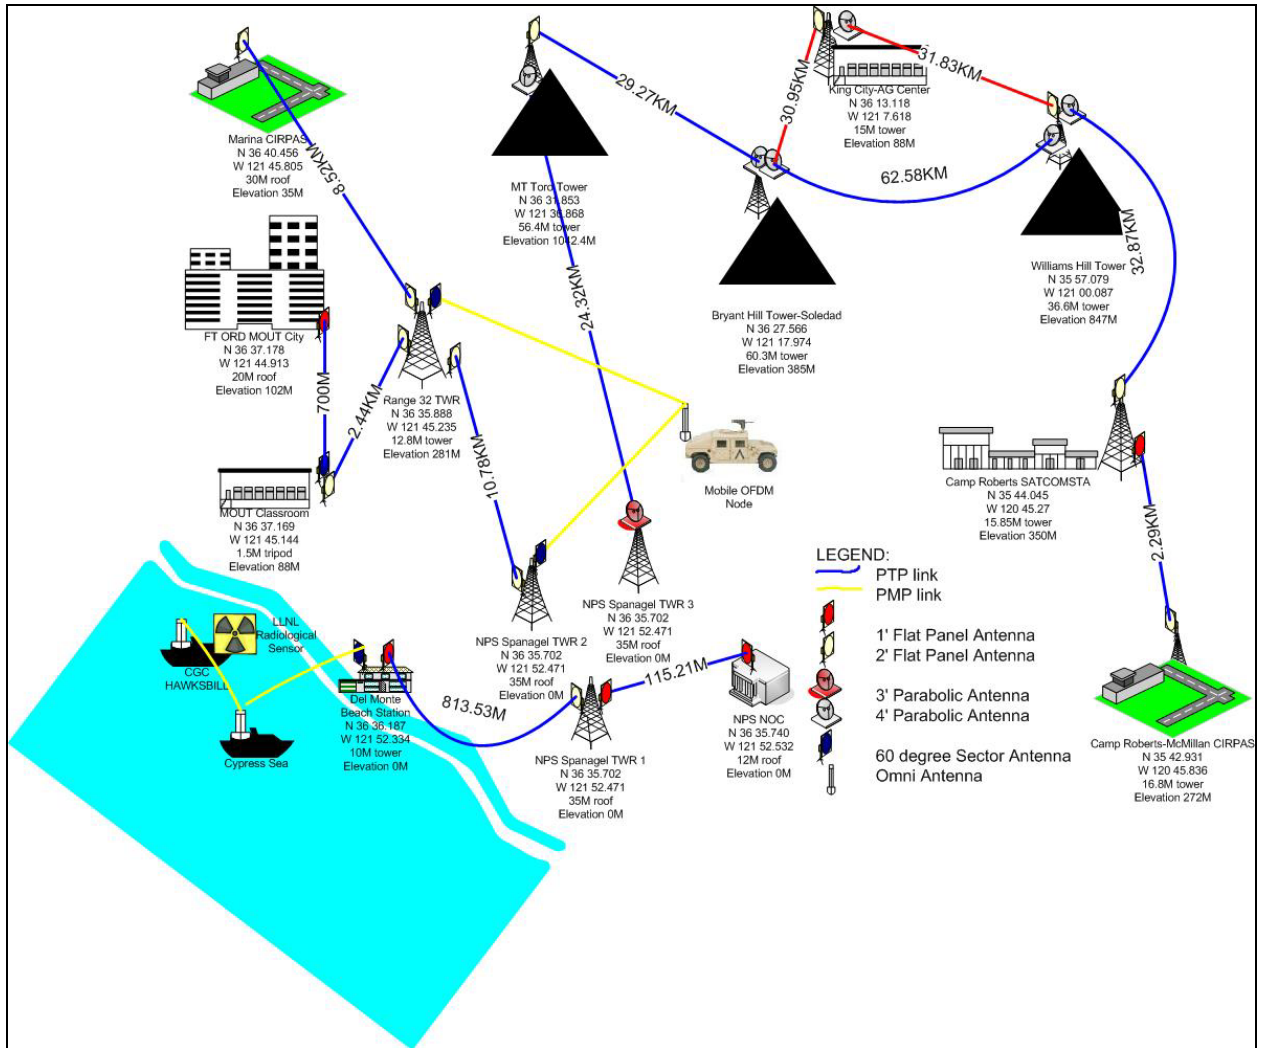 Marina CIRPAS
N 36 40.456
W 121 45.805
30M roof
Elevation 35M
8.52KM
FT ORD MOUT City
N 36 37.178
W 121 44.913
20M roof
Elevation 102M
700M
2.44KM
MOUT Classroom
N 36 37.169
W 121 45.144
1.5M tripod
Elevation 88M
Range 32 TWR
N 36 35.888
W 121 45.235
12.8M tower
Elevation 281M
10.78KM
MT Toro Tower
N 36 31.853
W 121 36.868
56.4M tower
Elevation 1042.4M
24.32KM
29.27KM
30.95KM
31.83KM
King City-AG Center
N 36 13.118
W 121 7.618
15M tower
Elevation 88M
62.58KM
Bryant Hill Tower-Soledad
N 36 27.566
W 121 17.974
60.3M tower
Elevation 385M
Williams Hill Tower
N 35 57.079
W 121 00.087
36.6M tower
Elevation 847M
32.87KM
Mobile OFDM
Node
Camp Roberts SATCOMSTA
N 35 44.045
W 120 45.27
15.85M tower
Elevation 350M
2.29KM
Camp Roberts-McMillan CIRPAS
N 35 42.931
W 120 45.836
16.8M tower
Elevation 272M
NPS Spanagel TWR 3
N 36 35.702
W 121 52.471
35M roof
Elevation 0M
NPS Spanagel TWR 2
N 36 35.702
W 121 52.471
35M roof
Elevation 0M
NPS Spanagel TWR 1
N 36 35.702
W 121 52.471
35M roof
Elevation 0M
115.21M
NPS NOC
N 36 35.740
W 121 52.532
12M roof
Elevation 0M
813.53M
Del Monte
Beach Station
N 36 36.187
W 121 52.334
10M tower
Elevation 0M
LLNL
Radiological
Sensor
CGC
HAWKSBILL
Cypress Sea
LEGEND:
PTP link
PMP link
1' Flat Panel Antenna
2' Flat Panel Antenna
3' Parabolic Antenna
4' Parabolic Antenna
60 degree Sector Antenna
Omni Antenna